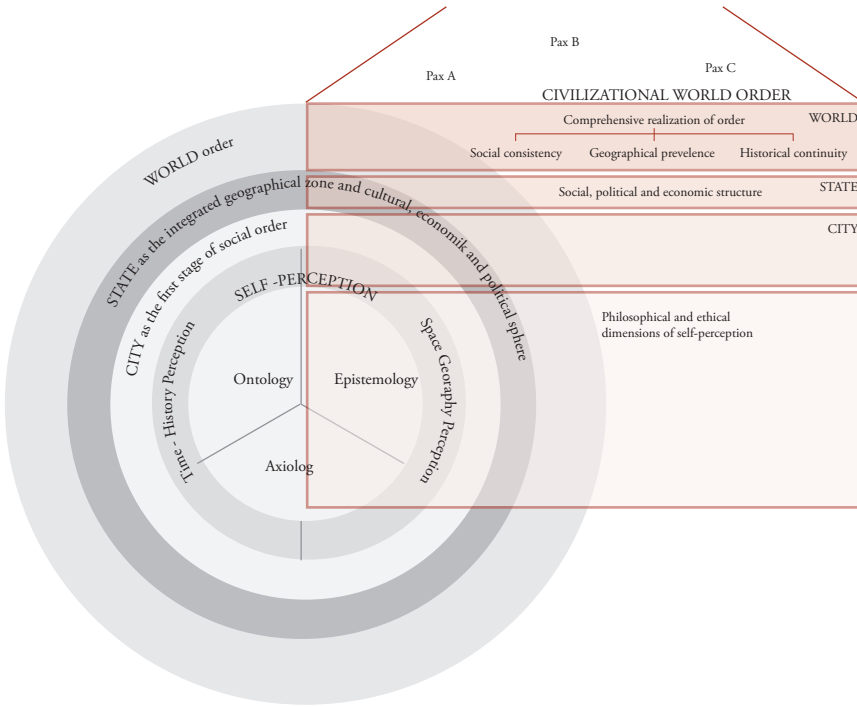 Pax B
Pax C
Pax A
CIVILIZATIONAL WORLD ORDER
WORLD
Comprehensive realization of order
Social consistency
Geographical prevelence
Historical continuity
STATE
Social, political and economic structure
CITY
Philosophical and ethical
dimensions of self-perception
WORLD order
STATE as the integrated geographical zone and cultural, economik and political sphere
CITY as the first stage of social order
SELF -PERCEPTION
Time - History Perception
Space Georaphy Perception
Ontology
Epistemology
Axiolog